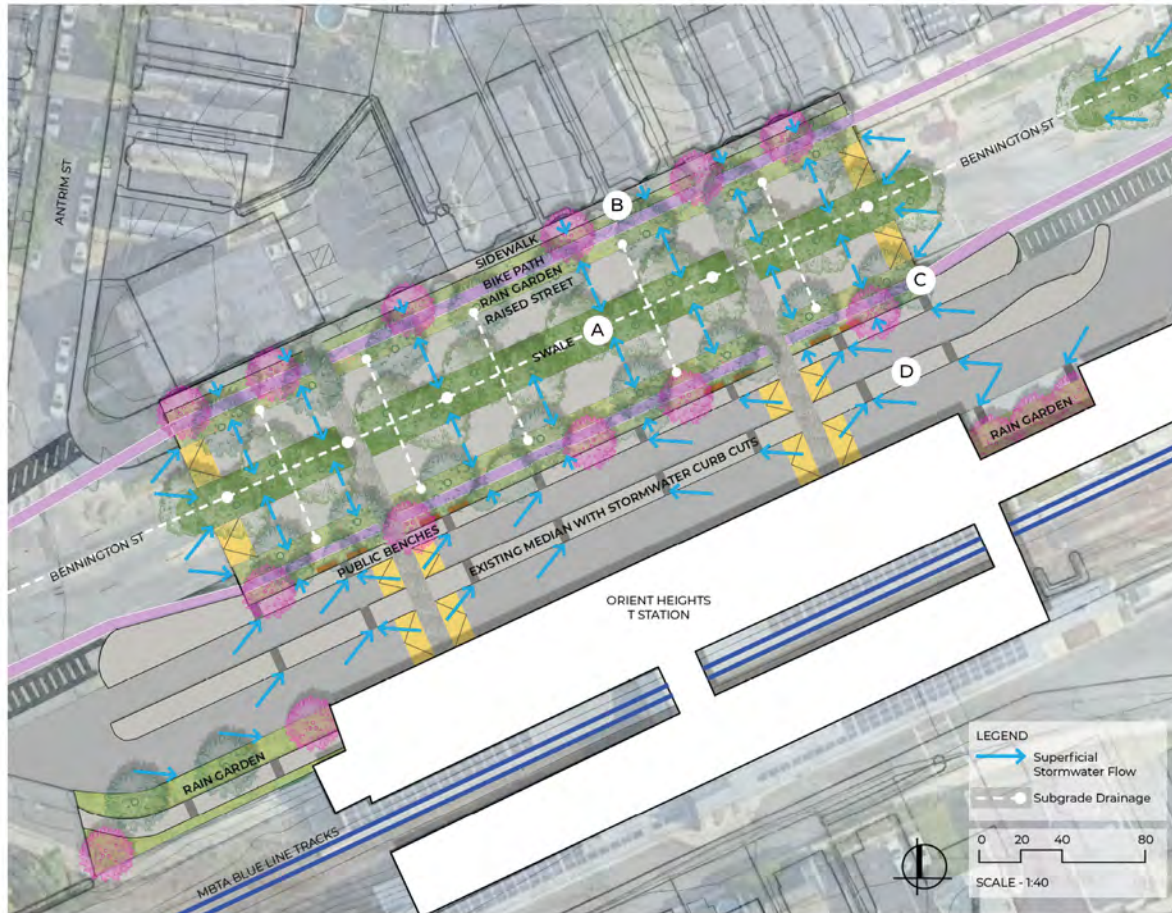 ANTRIM ST
BENNINGTON ST
B
SIDEWALK
BIKE PATH
RAIN GARDEN
RAISED STREET
A
SWALE
C
D
RAIN GARDEN
BENNINGTON ST
PUBLIC BENCHES
EXISTING MEDIAN WITH STORMWATER CURB CUTS
ORIENT HEIGHTS
T STATION
RAIN GARDEN
MBTA BLUE LINE TRACKS
LEGEND
Superficial
Stormwater Flow
Subgrade Drainage
0 20 40 80
SCALE - 1:40